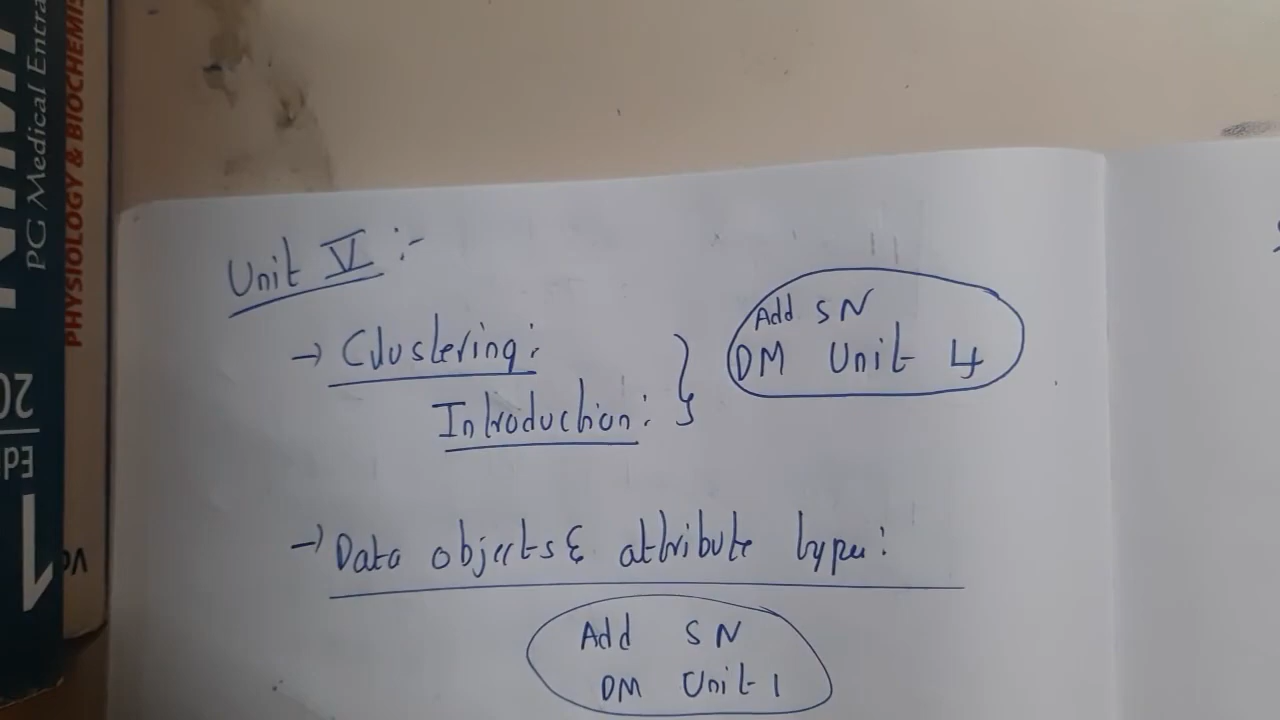 PG Medical Entra
PHYSIOLOGY & BIOCHEMIS
Unit V :-
→ Clustering:
Introduction:
Add SN
DM Unit 4
→ Data objects & attribute types:
Add SN
DM Unit 1